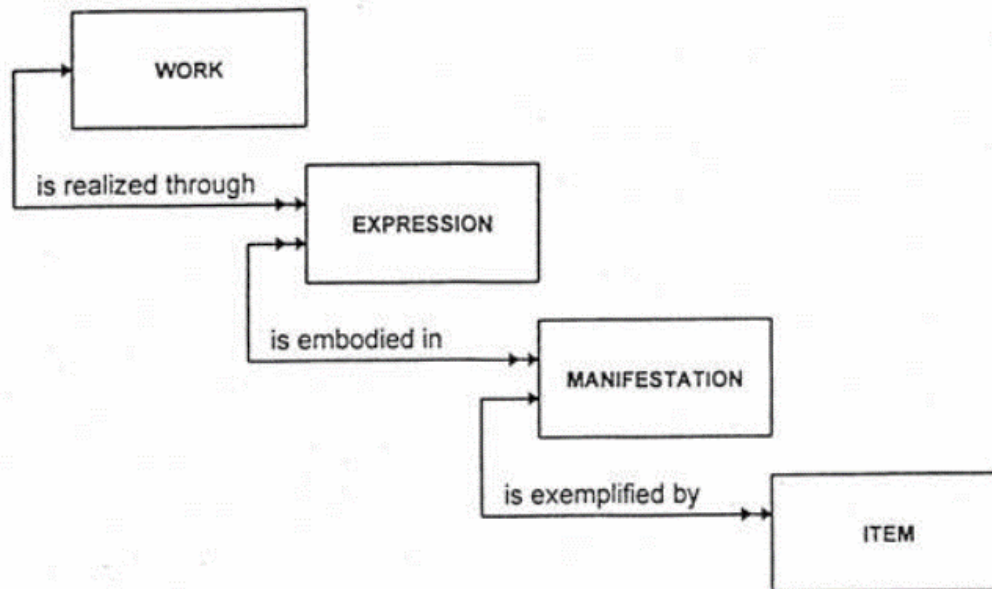 WORK
is realized through
EXPRESSION
is embodied in
MANIFESTATION
is exemplified by
ITEM